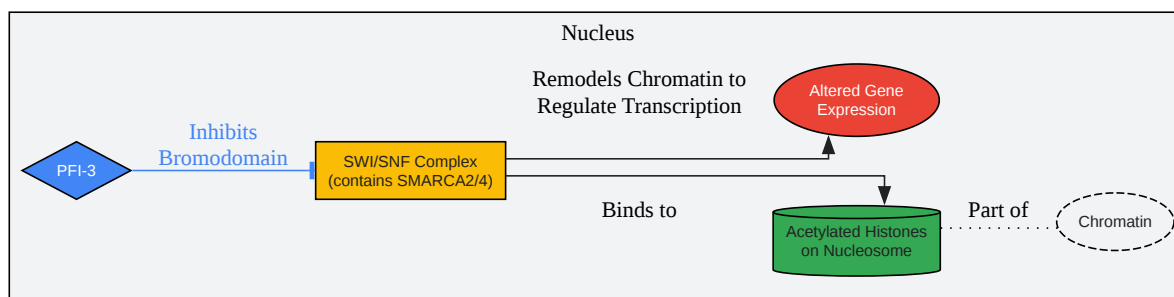 Nucleus
Remodels Chromatin to
Regulate Transcription
Altered Gene
Expression
Inhibits
Bromodomain
PFI-3
SWI/SNF Complex
(contains SMARCA2/4)
Binds to
Acetylated Histones
on Nucleosome
Part of
Chromatin